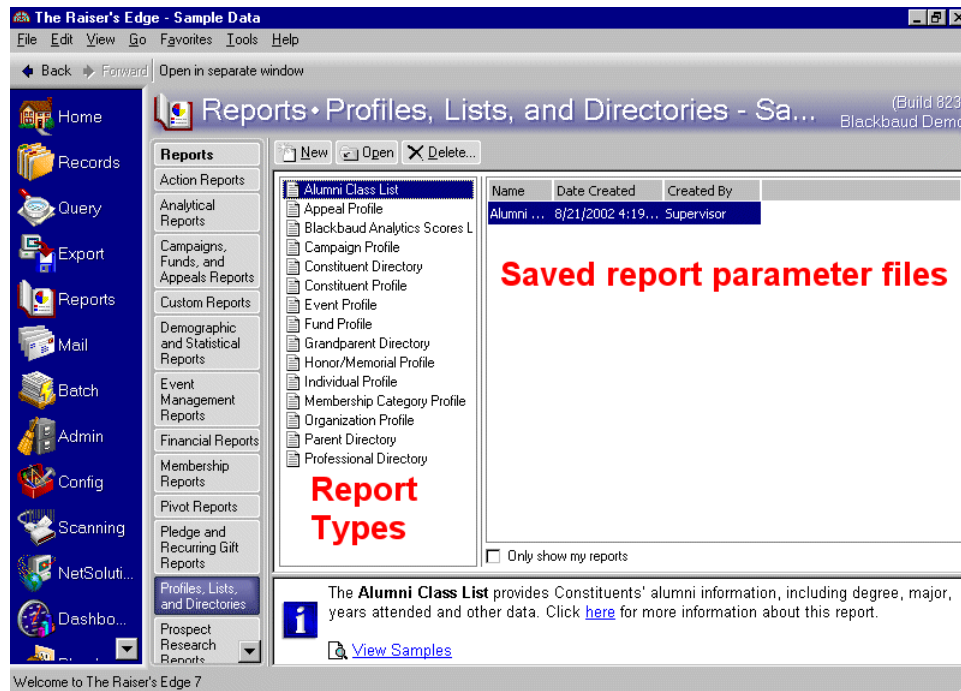 The Raiser's Edge - Sample Data
File Edit View Go Favorites Tools Help
Back Forward Open in separate window
Reports • Profiles, Lists, and Directories - Sa...
(Build 823
Blackbaud Demo
Home
Records
Query
Export
Reports
Mail
Batch
Admin
Config
Scanning
NetSoluti...
Dashbo...
Reports
Action Reports
Analytical
Reports
Campaigns,
Funds, and
Appeals Reports
Custom Reports
Demographic
and Statistical
Reports
Event
Management
Reports
Financial Reports
Membership
Reports
Pivot Reports
Pledge and
Recurring Gift
Reports
Profiles, Lists,
and Directories
Prospect
Research
Reports
New Open Delete...
Alumni Class List
Appeal Profile
Blackbaud Analytics Scores L
Campaign Profile
Constituent Directory
Constituent Profile
Event Profile
Fund Profile
Grandparent Directory
Honor/Memorial Profile
Individual Profile
Membership Category Profile
Organization Profile
Parent Directory
Professional Directory
Report
Types
Name Date Created Created By
Alumni ... 8/21/2002 4:19... Supervisor
Saved report parameter files
Only show my reports
The Alumni Class List provides Constituents' alumni information, including degree, major,
years attended and other data. Click here for more information about this report.
View Samples
Welcome to The Raiser's Edge 7